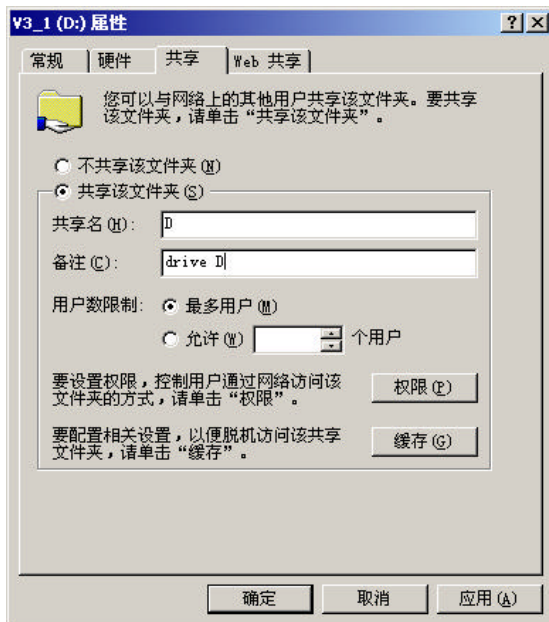 V3_1 (D:) 属性
常规 硬件 共享 Web 共享
您可以与网络上的其他用户共享该文件夹。要共享
该文件夹，请单击“共享该文件夹”。
不共享该文件夹(N)
共享该文件夹(S)
共享名(H): D
备注(C): drive D
用户数限制: 最多用户(M)
允许(W) 个用户
要设置权限，控制用户通过网络访问该
文件夹的方式，请单击“权限”。
权限(P)
要配置相关设置，以便脱机访问该共享
文件夹，请单击“缓存”。
缓存(G)
确定 取消 应用(A)